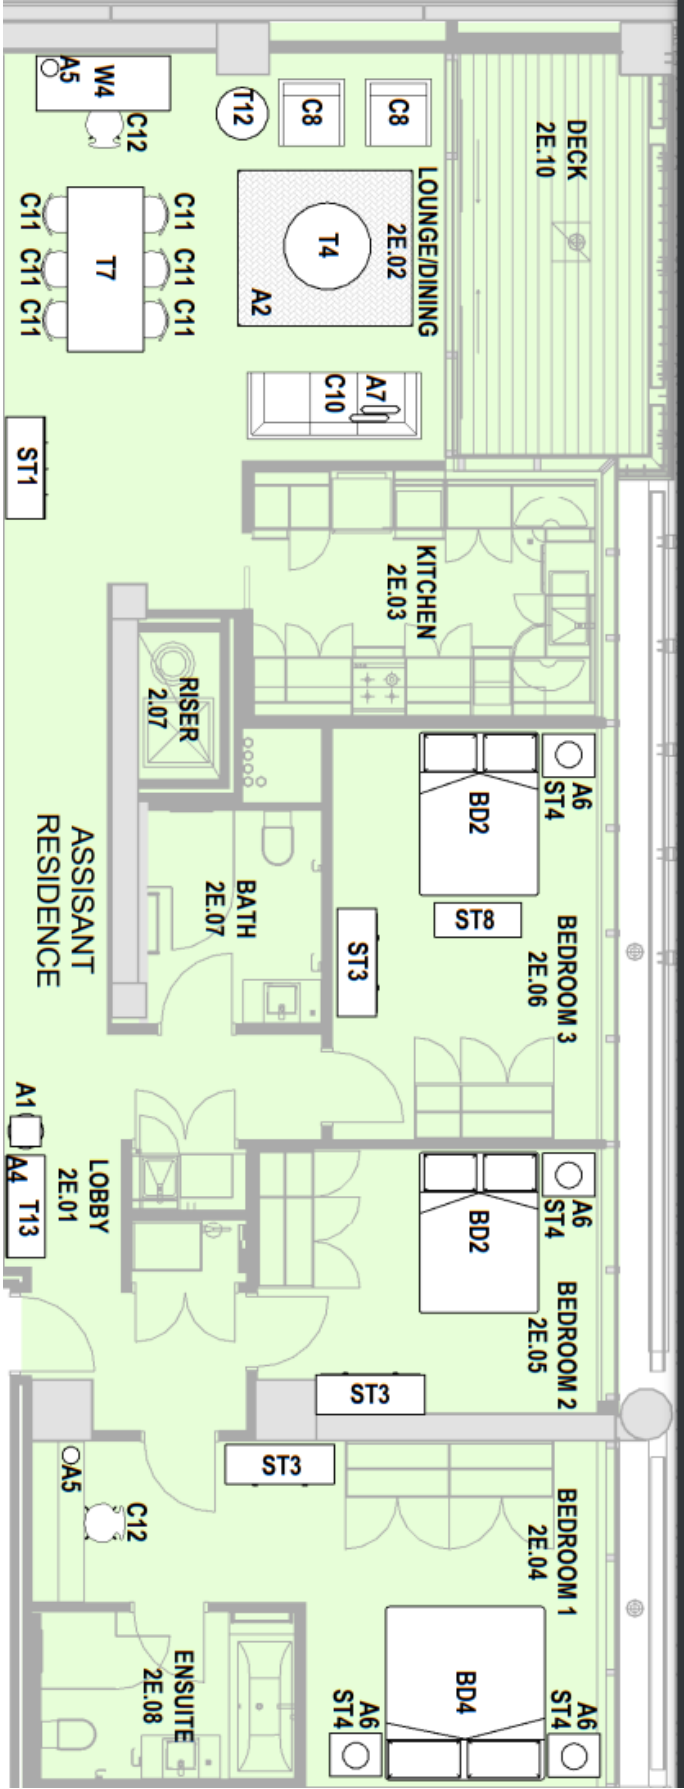 DECK
2E.10
A5
W4
C12
T12
C8
C8
LOUNGE/DINING
2E.02
T4
A2
C11
C11
C11
T7
C11
C11
C11
A7
C10
ST1
KITCHEN
2E.03
RISER
2.07
A6
ST4
BD2
ST8
BEDROOM 3
2E.06
ST3
BATH
2E.07
ASSISANT
RESIDENCE
A1
A4
T13
LOBBY
2E.01
A6
ST4
BD2
BEDROOM 2
2E.05
ST3
ST3
A5
C12
BEDROOM 1
2E.04
ENSUITE
2E.08
BD4
A6
ST4
A6
ST4